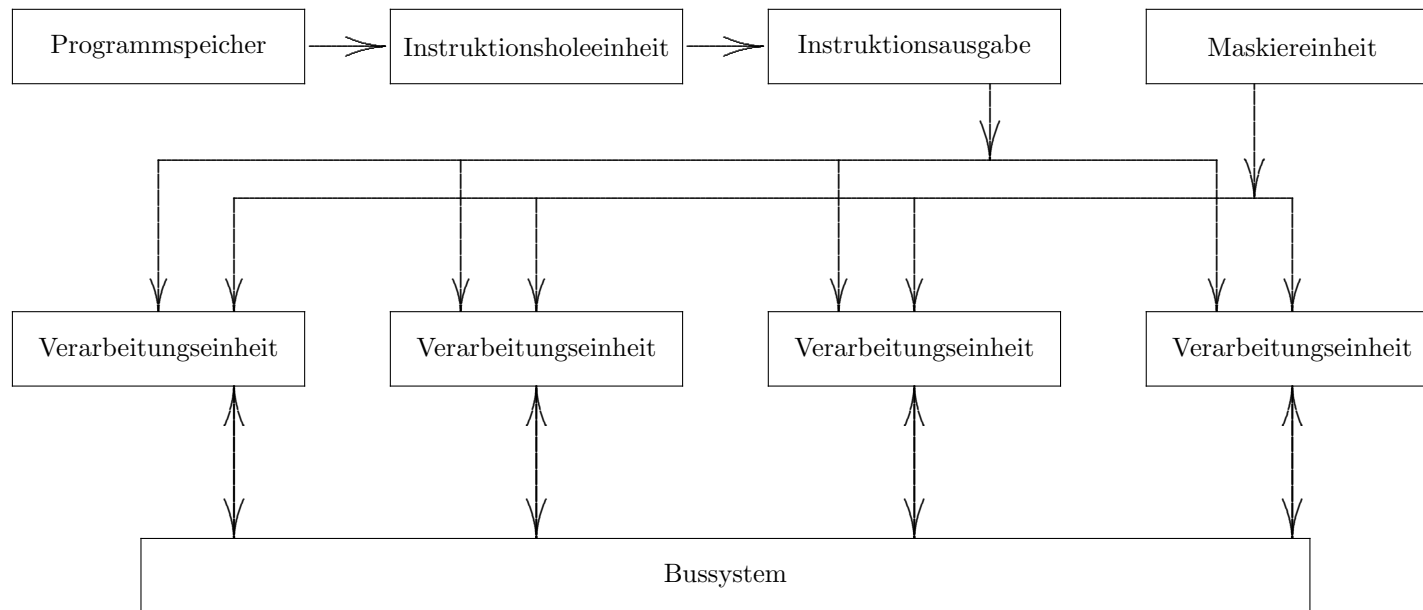 Programmspeicher
Instruktionsholeeinheit
Instruktionsausgabe
Maskiereinheit
Verarbeitungseinheit
Verarbeitungseinheit
Verarbeitungseinheit
Verarbeitungseinheit
Bussystem